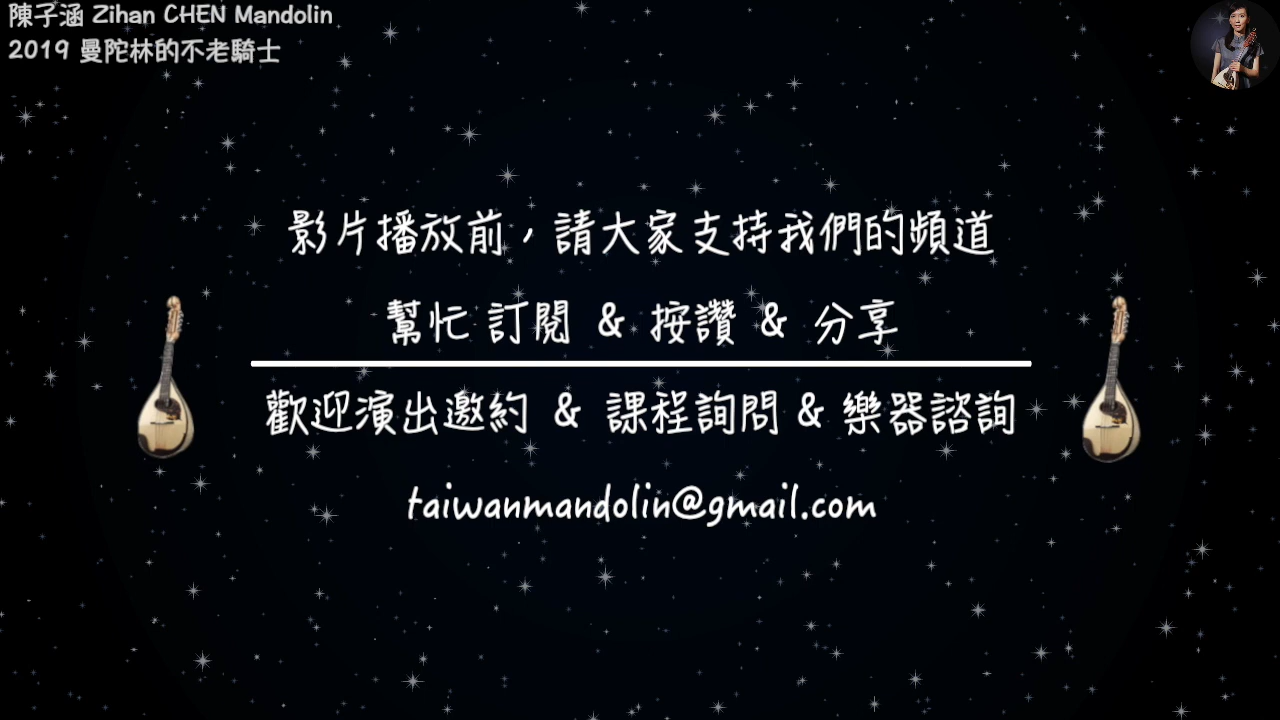 陳子涵 Zihan CHEN Mandolin
2019 曼陀林的不老騎士
影片播放前，請大家支持我們的頻道
幫忙 訂閱 & 按讚 & 分享
歡迎演出邀約 & 課程詢問 & 樂器諮詢
taiwanmandolin@gmail.com